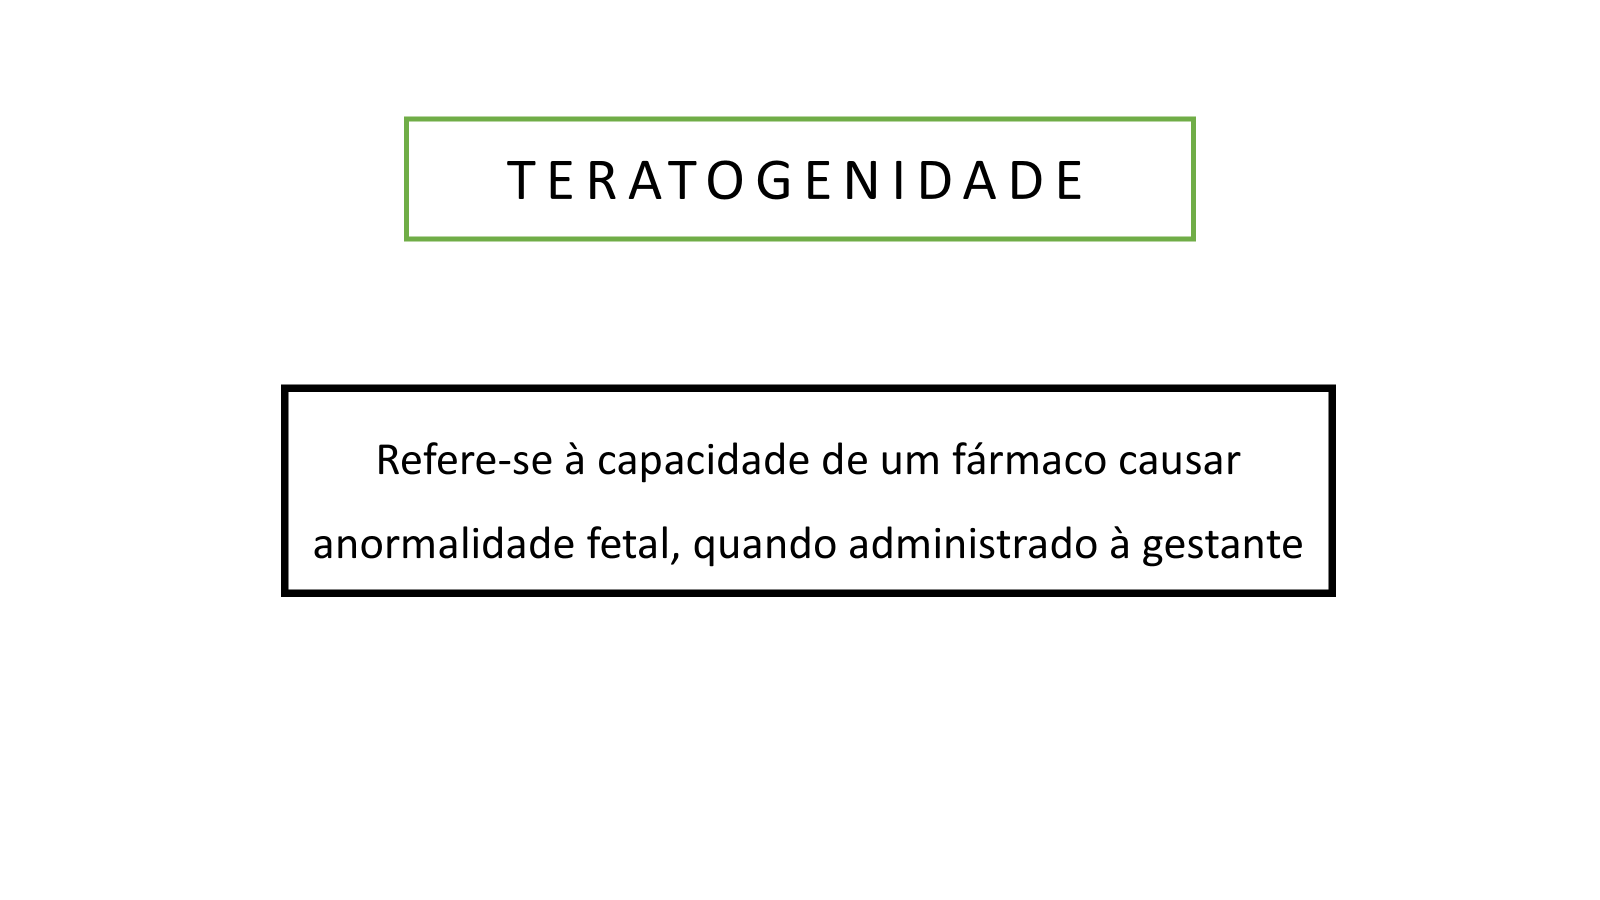 TERATOGENIDADE
Refere-se à capacidade de um fármaco causar
anormalidade fetal, quando administrado à gestante